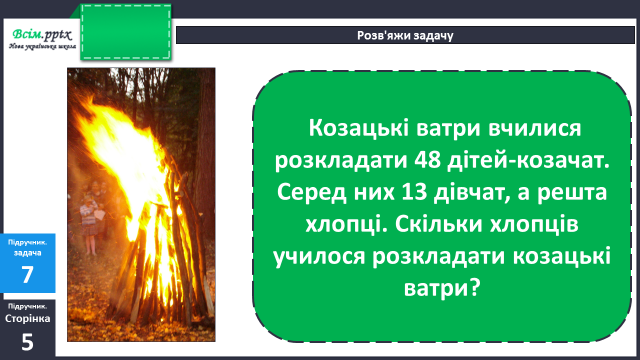 Всім.pptx
Нова українська школа
Розв'яжи задачу
Козацькі ватри вчилися
розкладати 48 дітей-козачат.
Серед них 13 дівчат, а решта
хлопці. Скільки хлопців
училося розкладати козацькі
ватри?
Підручник.
задача
7
Підручник.
Сторінка
5